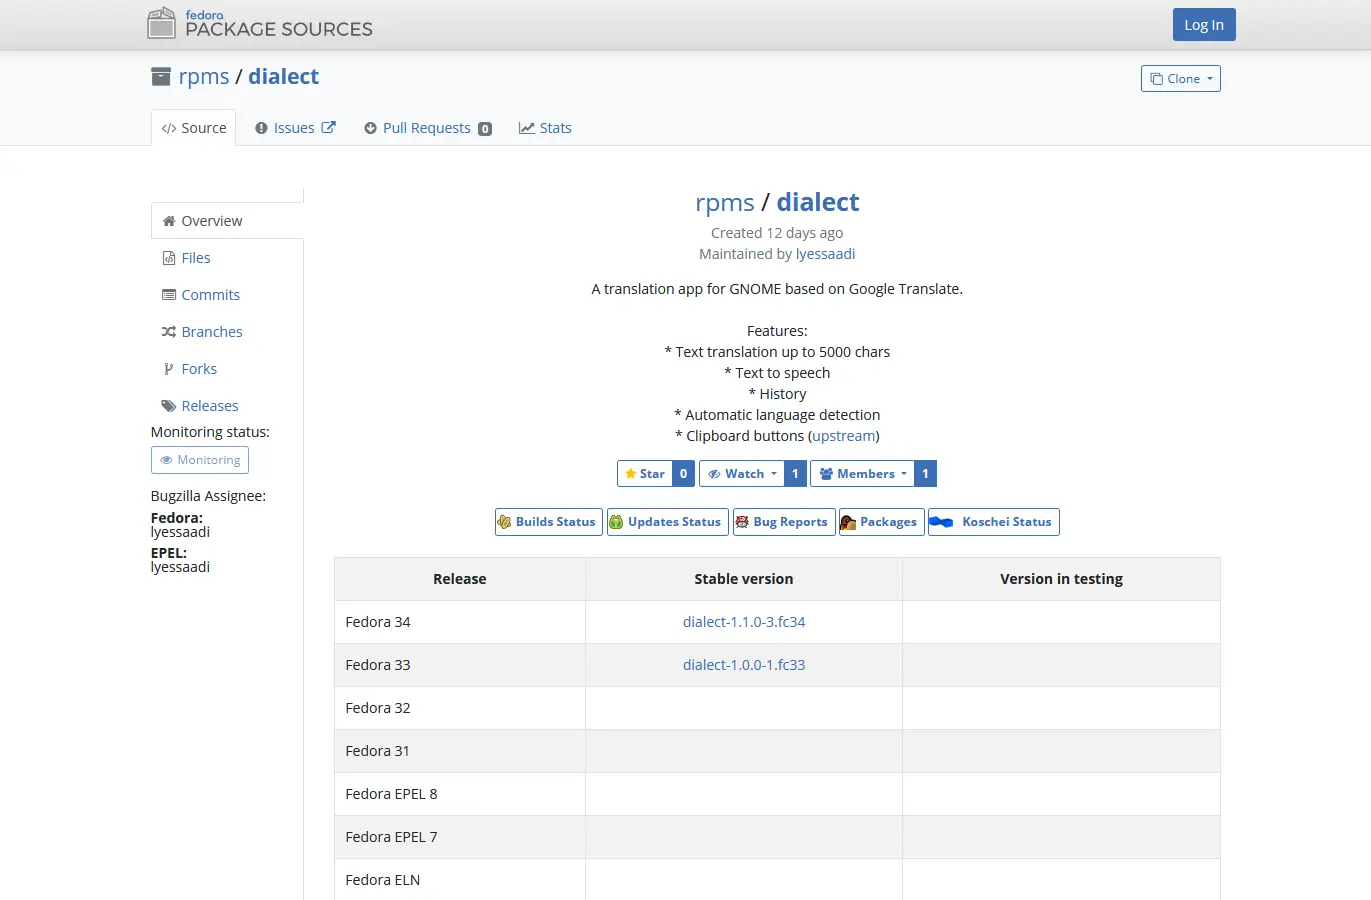 fedora
PACKAGE SOURCES
Log In
rpms / dialect
Clone
Source
Issues
Pull Requests 0
Stats
Overview
Files
Commits
Branches
Forks
Releases
Monitoring status:
Monitoring
Bugzilla Assignee:
Fedora:
lyessaadi
EPEL:
lyessaadi
rpms / dialect
Created 12 days ago
Maintained by lyessaadi
A translation app for GNOME based on Google Translate.
Features:
* Text translation up to 5000 chars
* Text to speech
* History
* Automatic language detection
* Clipboard buttons (upstream)
Star 0
Watch 1
Members 1
Builds Status
Updates Status
Bug Reports
Packages
Koschei Status
Release Stable version Version in testing
Fedora 34 dialect-1.1.0-3.fc34
Fedora 33 dialect-1.0.0-1.fc33
Fedora 32
Fedora 31
Fedora EPEL 8
Fedora EPEL 7
Fedora ELN